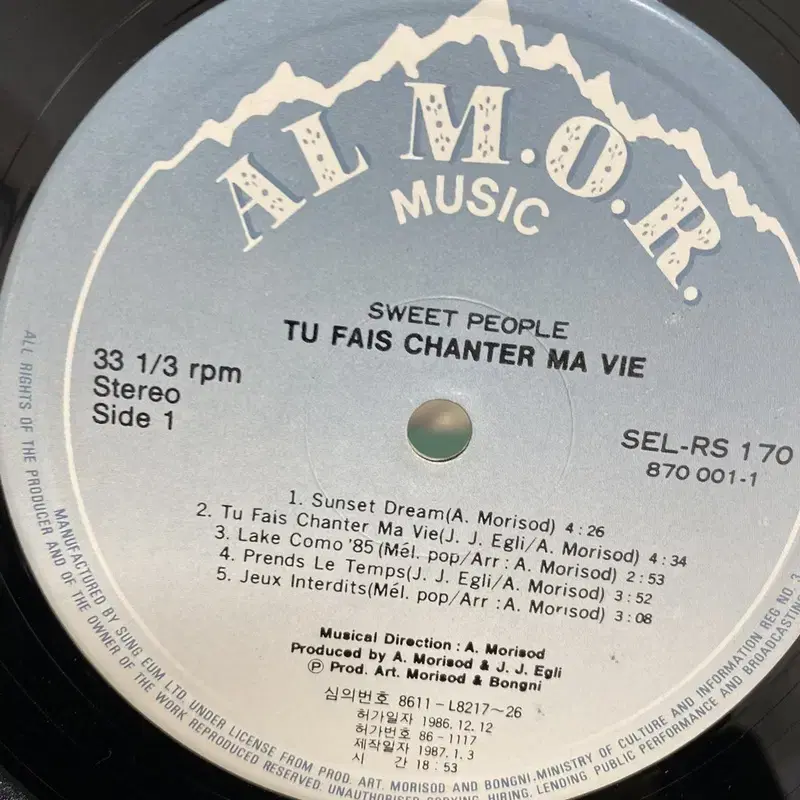 AL M.O.R.
MUSIC
SWEET PEOPLE
TU FAIS CHANTER MA VIE
33 1/3 rpm
Stereo
Side 1
SEL-RS 170
870 001-1
1. Sunset Dream(A. Morisod) 4:26
2. Tu Fais Chanter Ma Vie(J. J. Egli/A. Morisod) 4:34
3. Lake Como '85(Mél. pop/Arr: A. Morisod) 2:53
4. Prends Le Temps(J. J. Egli/A. Morisod) 3:52
5. Jeux Interdits(Mél. pop/Arr: A. Morisod) 3:08
Musical Direction : A. Morisod
Produced by A. Morisod & J. J. Egli
Ⓟ Prod. Art. Morisod & Bongni
심의번호 8611-L8217~26
허가일자 1986. 12. 12
허가번호 86-1117
제작일자 1987. 1. 3
시 간 18:53
ALL RIGHTS OF THE PRODUCER AND OF THE OWNER OF THE WORK REPRODUCED RESERVED. UNAUTHORISED COPYING, HIRING, LENDING PUBLIC PERFORMANCE AND BROADCASTING
MANUFACTURED BY SUNG EUM LTD. UNDER LICENSE FROM PROD. ART. MORISOD AND BONGNI. MINISTRY OF CULTURE AND INFORMATION REG NO. 3